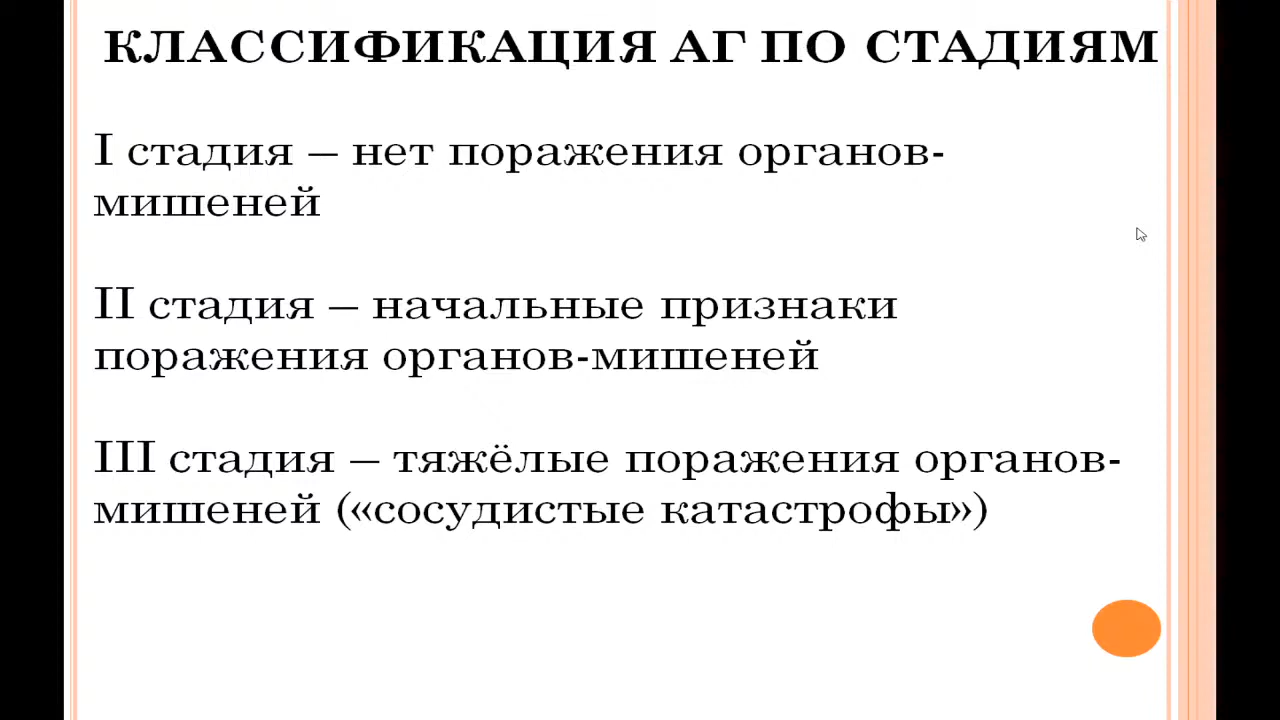 КЛАССИФИКАЦИЯ АГ ПО СТАДИЯМ
I стадия – нет поражения органов-
мишеней
II стадия – начальные признаки
поражения органов-мишеней
III стадия – тяжёлые поражения органов-
мишеней («сосудистые катастрофы»)